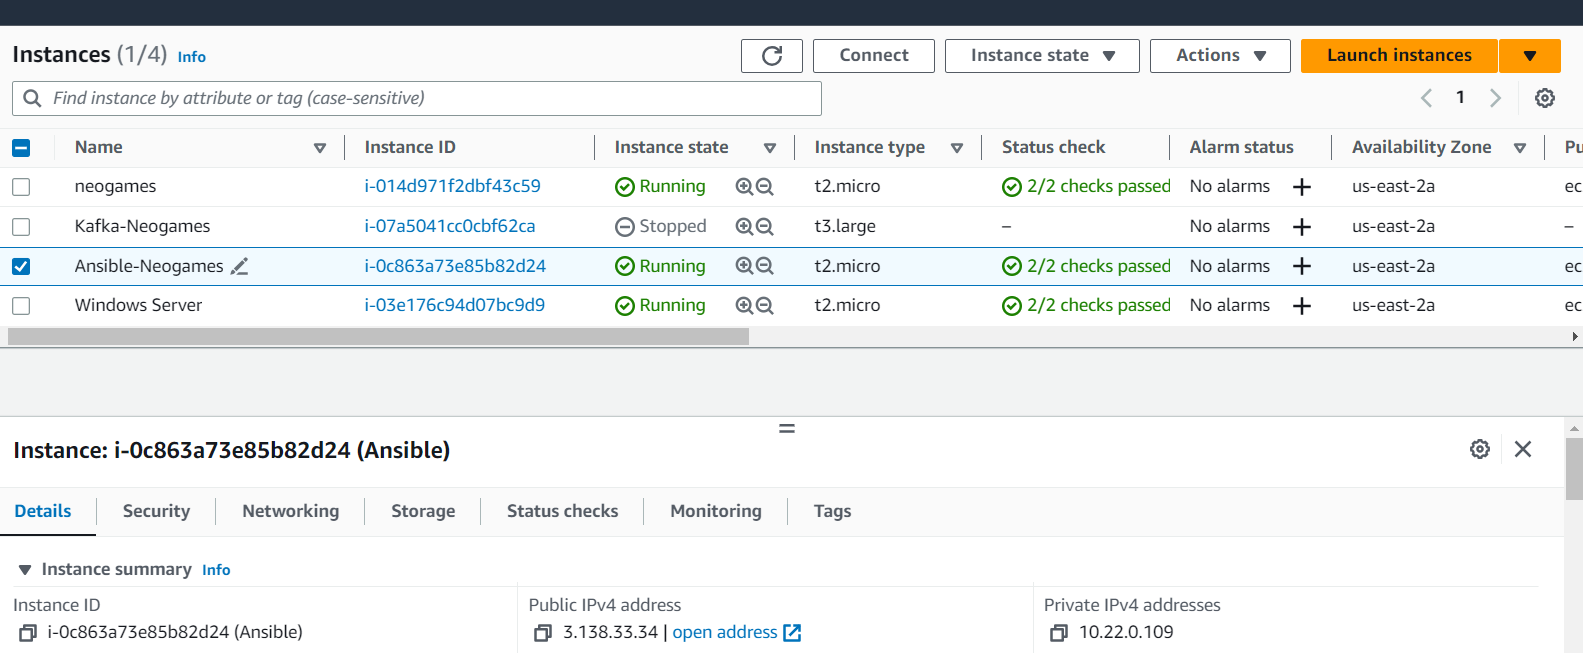 Instances (1/4) Info
Connect
Instance state
Actions
Launch instances
Find instance by attribute or tag (case-sensitive)
1
Name Instance ID Instance state Instance type Status check Alarm status Availability Zone Pu
neogames i-014d971f2dbf43c59 Running t2.micro 2/2 checks passed No alarms + us-east-2a ec
Kafka-Neogames i-07a5041cc0cbf62ca Stopped t3.large – No alarms + us-east-2a –
Ansible-Neogames i-0c863a73e85b82d24 Running t2.micro 2/2 checks passed No alarms + us-east-2a ec
Windows Server i-03e176c94d07bc9d9 Running t2.micro 2/2 checks passed No alarms + us-east-2a ec
Instance: i-0c863a73e85b82d24 (Ansible)
Details Security Networking Storage Status checks Monitoring Tags
Instance summary Info
Instance ID Public IPv4 address Private IPv4 addresses
i-0c863a73e85b82d24 (Ansible) 3.138.33.34 | open address 10.22.0.109